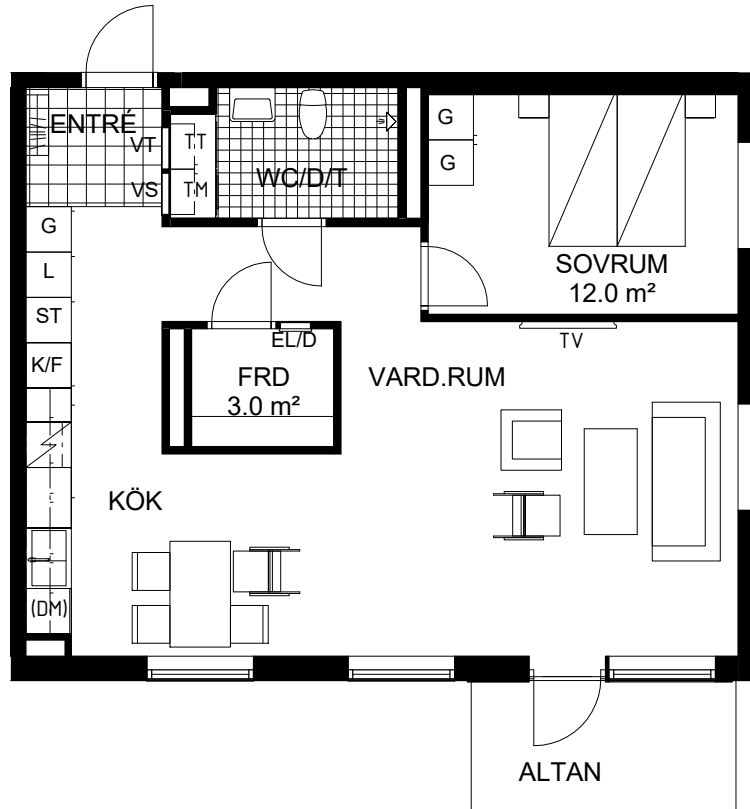 ENTRÉ
VT
TT
G
G
VS
TM
WC/D/T
G
L
ST
K/F
SOVRUM
12.0 m²
EL/D
TV
FRD
3.0 m²
VARD.RUM
KÖK
(DM)
ALTAN